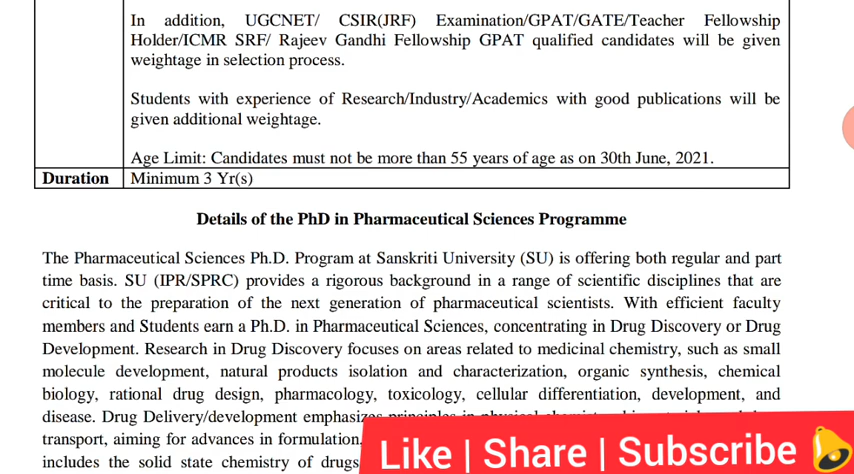 In addition, UGCNET/ CSIR(JRF) Examination/GPAT/GATE/Teacher Fellowship
Holder/ICMR SRF/ Rajeev Gandhi Fellowship GPAT qualified candidates will be given
weightage in selection process.
Students with experience of Research/Industry/Academics with good publications will be
given additional weightage.
Age Limit: Candidates must not be more than 55 years of age as on 30th June, 2021.
Duration Minimum 3 Yr(s)
Details of the PhD in Pharmaceutical Sciences Programme
The Pharmaceutical Sciences Ph.D. Program at Sanskriti University (SU) is offering both regular and part
time basis. SU (IPR/SPRC) provides a rigorous background in a range of scientific disciplines that are
critical to the preparation of the next generation of pharmaceutical scientists. With efficient faculty
members and Students earn a Ph.D. in Pharmaceutical Sciences, concentrating in Drug Discovery or Drug
Development. Research in Drug Discovery focuses on areas related to medicinal chemistry, such as small
molecule development, natural products isolation and characterization, organic synthesis, chemical
biology, rational drug design, pharmacology, toxicology, cellular differentiation, development, and
disease. Drug Delivery/development emphasizes principles in physical
transport, aiming for advances in formulation,
includes the solid state chemistry of drugs
Like | Share | Subscribe